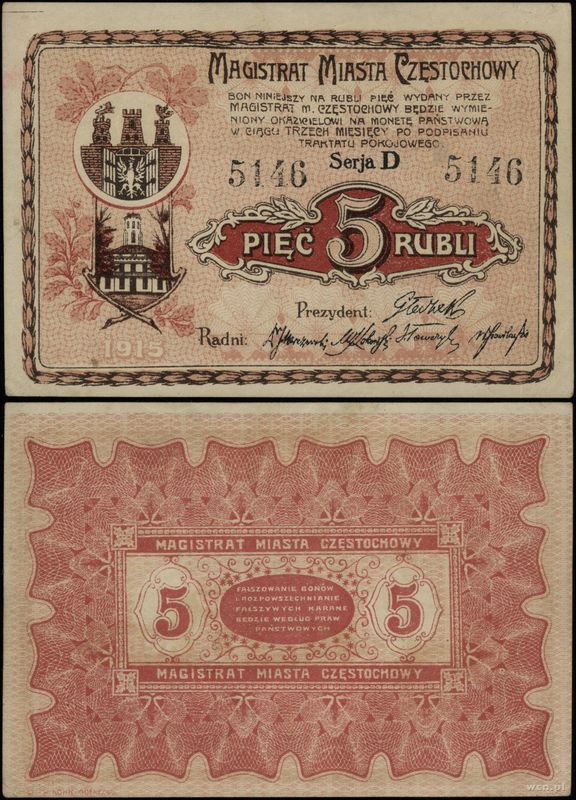 MAGISTRAT MIASTA CZĘSTOCHOWY
BON NINIEJSZY NA RUBLI PIĘĆ WYDANY PRZEZ
MAGISTRAT M. CZĘSTOCHOWY BĘDZIE WYMIE-
NIONY OKAZICIELOWI NA MONETĘ PAŃSTWOWĄ
W CIĄGU TRZECH MIESIĘCY PO PODPISANIU
TRAKTATU POKOJOWEGO.
Serja D
5146 5146
PIĘĆ 5 RUBLI
Prezydent:
Radni:
1915
MAGISTRAT MIASTA CZĘSTOCHOWY
5 5
FAŁSZOWANIE BONÓW
I ROZPOWSZECHNIANIE
FAŁSZYWYCH KARANE
BĘDZIE WEDŁUG PRAW
PAŃSTWOWYCH
MAGISTRAT MIASTA CZĘSTOCHOWY
wcn.pl